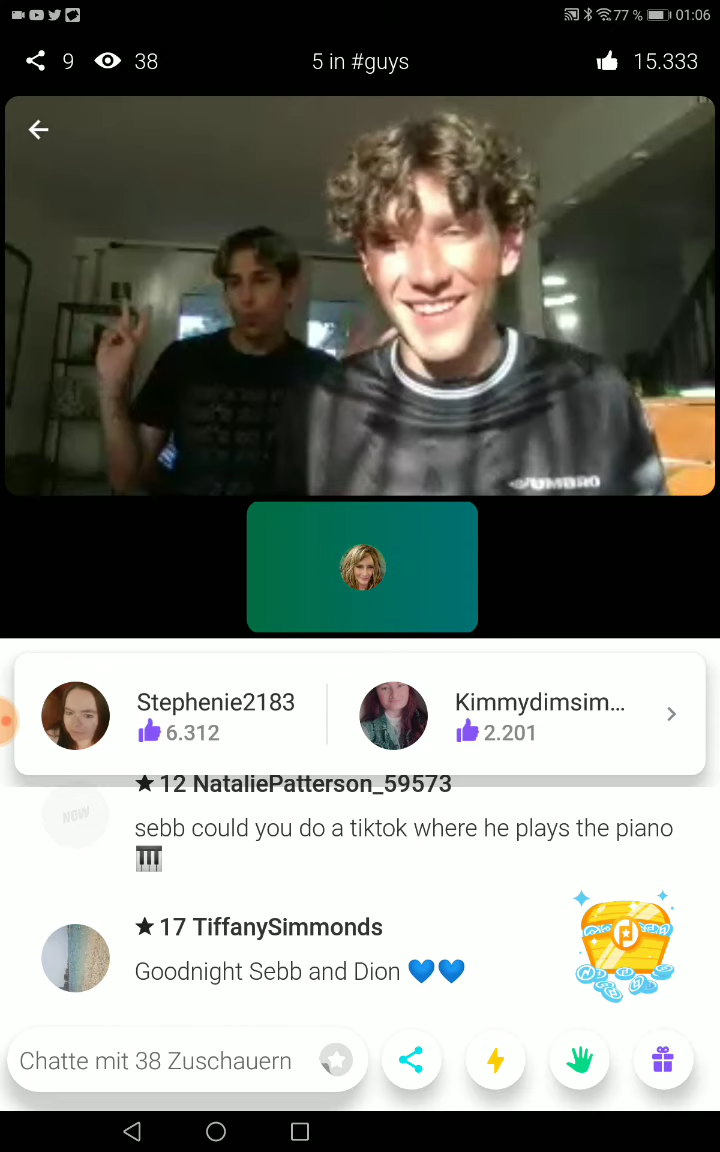 77 % 01:06
9 38 5 in #guys 15.333
UMBRO
Stephenie2183 Kimmydimsim...
6.312 2.201
★ 12 NataliePatterson_59573
NOW
sebb could you do a tiktok where he plays the piano
🎹
★ 17 TiffanySimmonds
Goodnight Sebb and Dion 💙💙
Chatte mit 38 Zuschauern